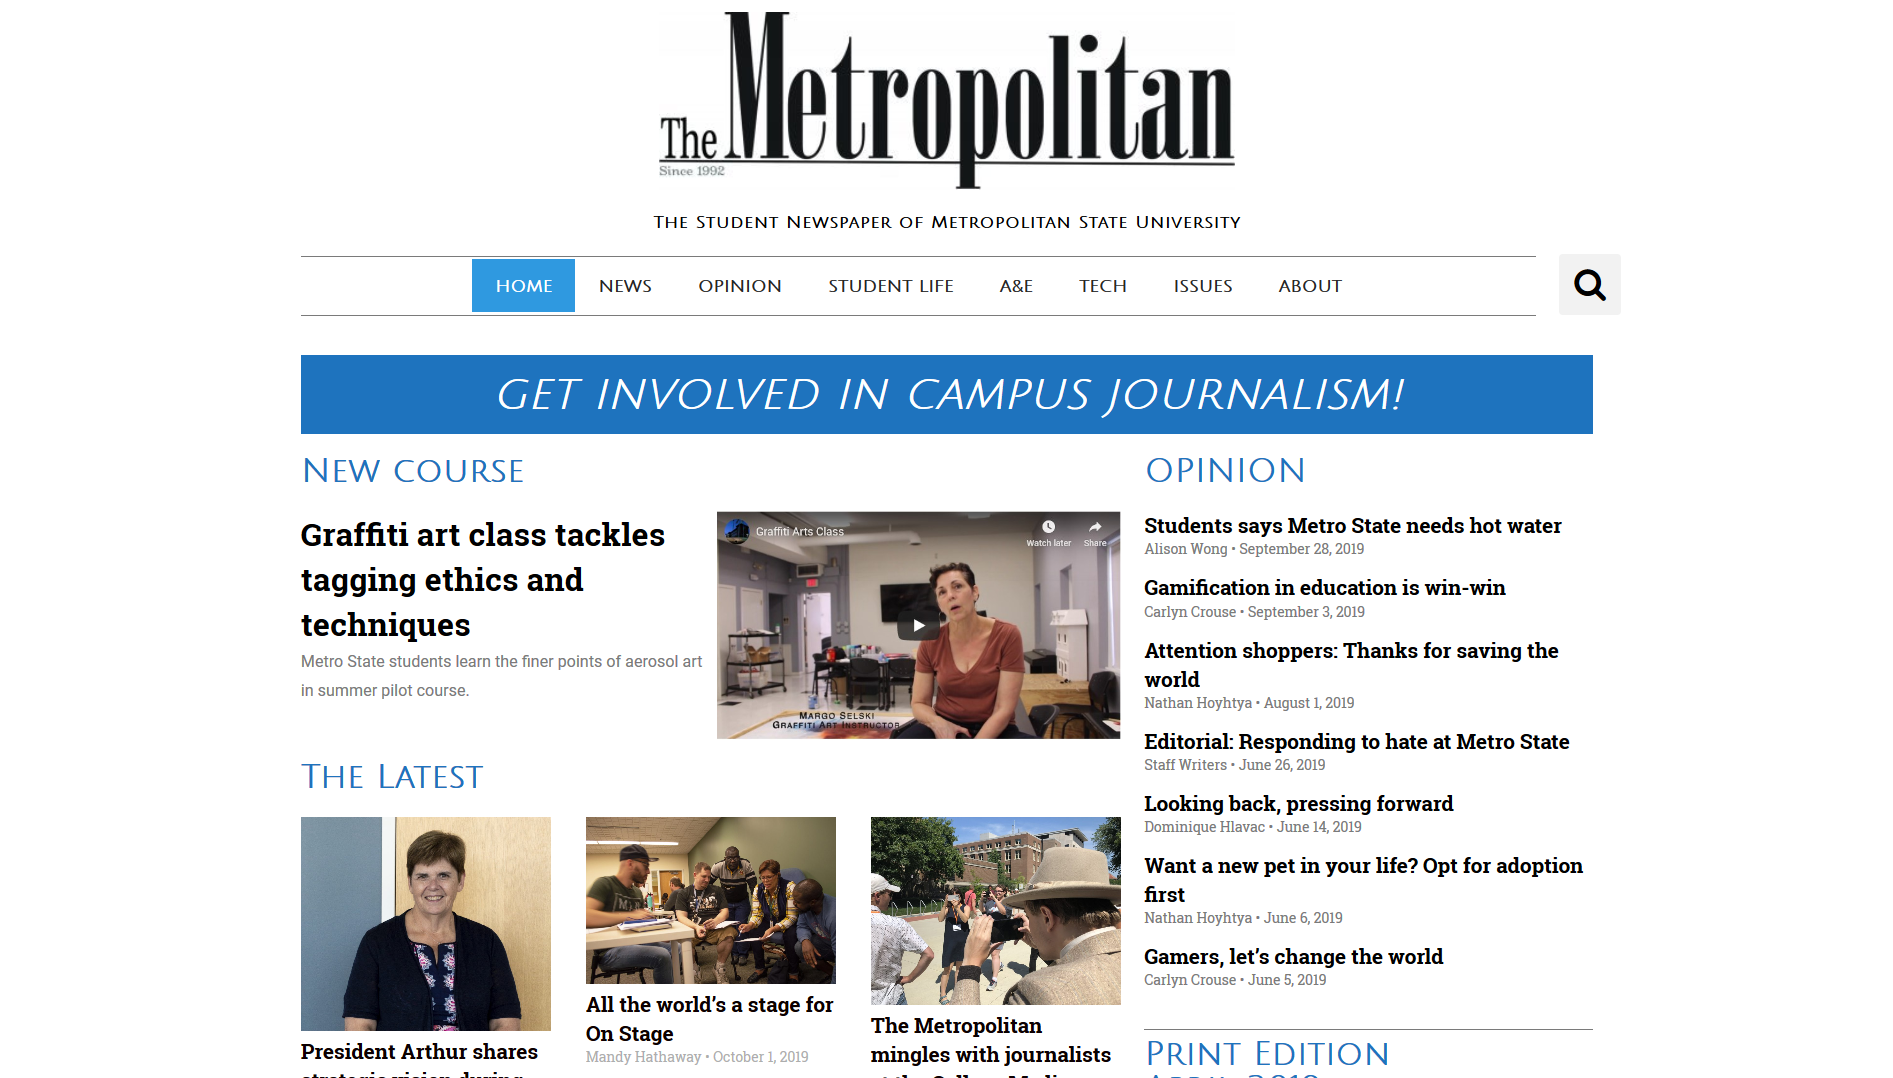 The Metropolitan
Since 1992
The Student Newspaper of Metropolitan State University
HOME NEWS OPINION STUDENT LIFE A&E TECH ISSUES ABOUT
GET INVOLVED IN CAMPUS JOURNALISM!
New course
Graffiti art class tackles
tagging ethics and
techniques
Metro State students learn the finer points of aerosol art
in summer pilot course.
Graffiti Arts Class
Watch later Share
Margo Selski
Graffiti Art Instructor
The Latest
President Arthur shares
strategic vision during
All the world’s a stage for
On Stage
Mandy Hathaway • October 1, 2019
The Metropolitan
mingles with journalists
OPINION
Students says Metro State needs hot water
Alison Wong • September 28, 2019
Gamification in education is win-win
Carlyn Crouse • September 3, 2019
Attention shoppers: Thanks for saving the
world
Nathan Hoyhtya • August 1, 2019
Editorial: Responding to hate at Metro State
Staff Writers • June 26, 2019
Looking back, pressing forward
Dominique Hlavac • June 14, 2019
Want a new pet in your life? Opt for adoption
first
Nathan Hoyhtya • June 6, 2019
Gamers, let’s change the world
Carlyn Crouse • June 5, 2019
Print Edition